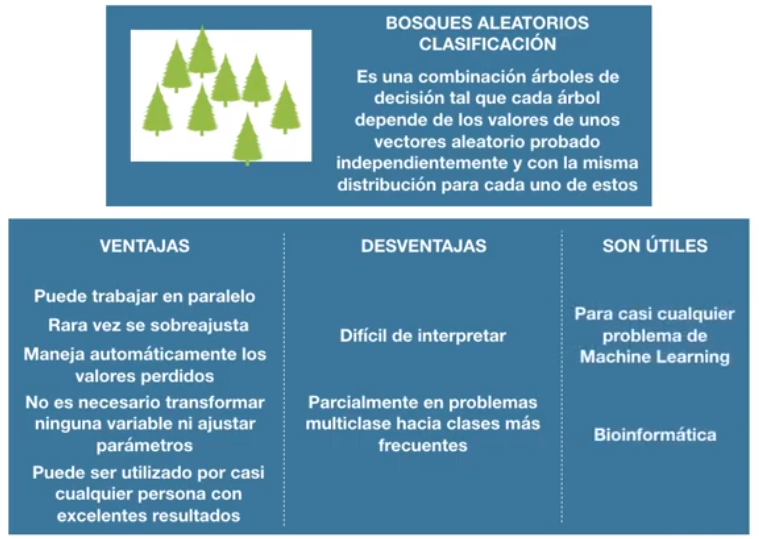 BOSQUES ALEATORIOS
CLASIFICACIÓN
Es una combinación árboles de
decisión tal que cada árbol
depende de los valores de unos
vectores aleatorio probado
independientemente y con la misma
distribución para cada uno de estos
VENTAJAS
Puede trabajar en paralelo
Rara vez se sobreajusta
Maneja automáticamente los
valores perdidos
No es necesario transformar
ninguna variable ni ajustar
parámetros
Puede ser utilizado por casi
cualquier persona con
excelentes resultados
DESVENTAJAS
Difícil de interpretar
Parcialmente en problemas
multiclase hacia clases más
frecuentes
SON ÚTILES
Para casi cualquier
problema de
Machine Learning
Bioinformática